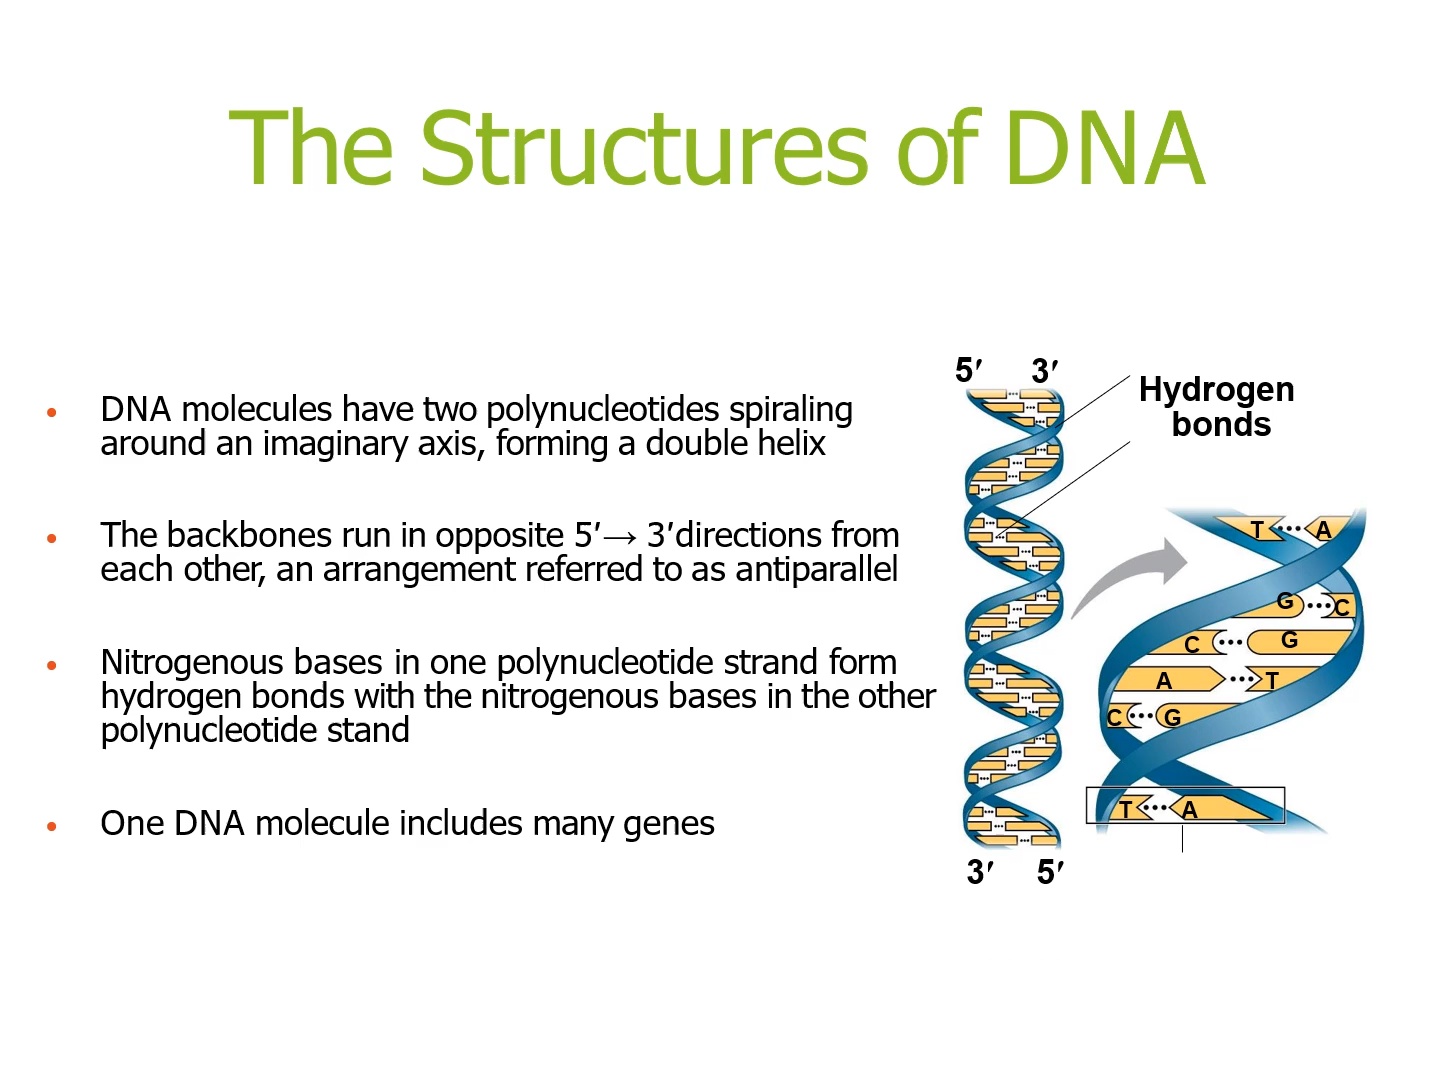 The Structures of DNA
• DNA molecules have two polynucleotides spiraling
around an imaginary axis, forming a double helix
• The backbones run in opposite 5′→ 3′directions from
each other, an arrangement referred to as antiparallel
• Nitrogenous bases in one polynucleotide strand form
hydrogen bonds with the nitrogenous bases in the other
polynucleotide stand
• One DNA molecule includes many genes
5′ 3′
Hydrogen
bonds
3′ 5′
T A
G C
C G
A T
C G
T A